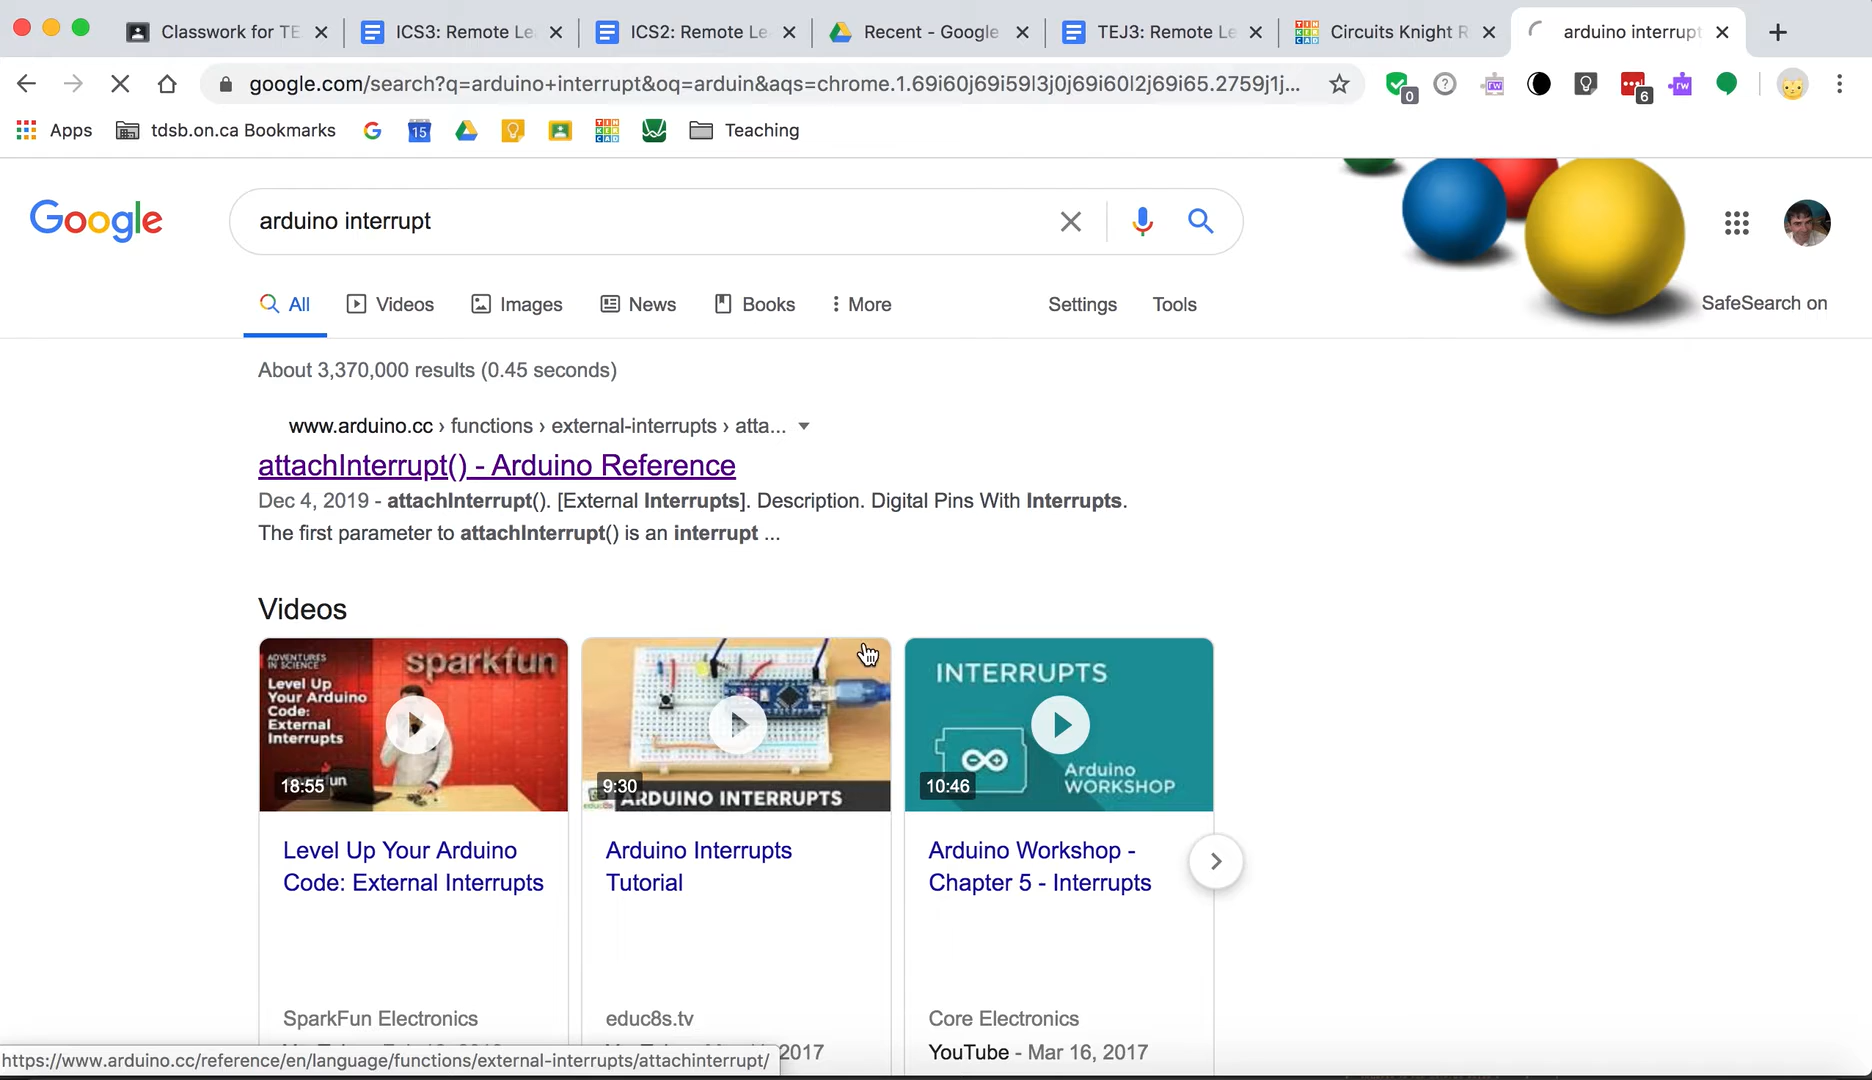 Classwork for TE
ICS3: Remote Le
ICS2: Remote Le
Recent - Google
TEJ3: Remote Le
Circuits Knight R
arduino interrupt
google.com/search?q=arduino+interrupt&oq=arduin&aqs=chrome.1.69i60j69i59l3j0j69i60l2j69i65.2759j1j...
0
6
Apps
tdsb.on.ca Bookmarks
15
Teaching
Google
arduino interrupt
All
Videos
Images
News
Books
More
Settings
Tools
SafeSearch on
About 3,370,000 results (0.45 seconds)
www.arduino.cc › functions › external-interrupts › atta...
attachInterrupt() - Arduino Reference
Dec 4, 2019 - attachInterrupt(). [External Interrupts]. Description. Digital Pins With Interrupts.
The first parameter to attachInterrupt() is an interrupt ...
Videos
ADVENTURES
IN SCIENCE
sparkfun
Level Up
Your Arduino
Code:
External
Interrupts
18:55
9:30
ARDUINO INTERRUPTS
INTERRUPTS
Arduino
WORKSHOP
10:46
Level Up Your Arduino
Code: External Interrupts
Arduino Interrupts
Tutorial
Arduino Workshop -
Chapter 5 - Interrupts
SparkFun Electronics
educ8s.tv
Core Electronics
2017
YouTube - Mar 16, 2017
https://www.arduino.cc/reference/en/language/functions/external-interrupts/attachinterrupt/